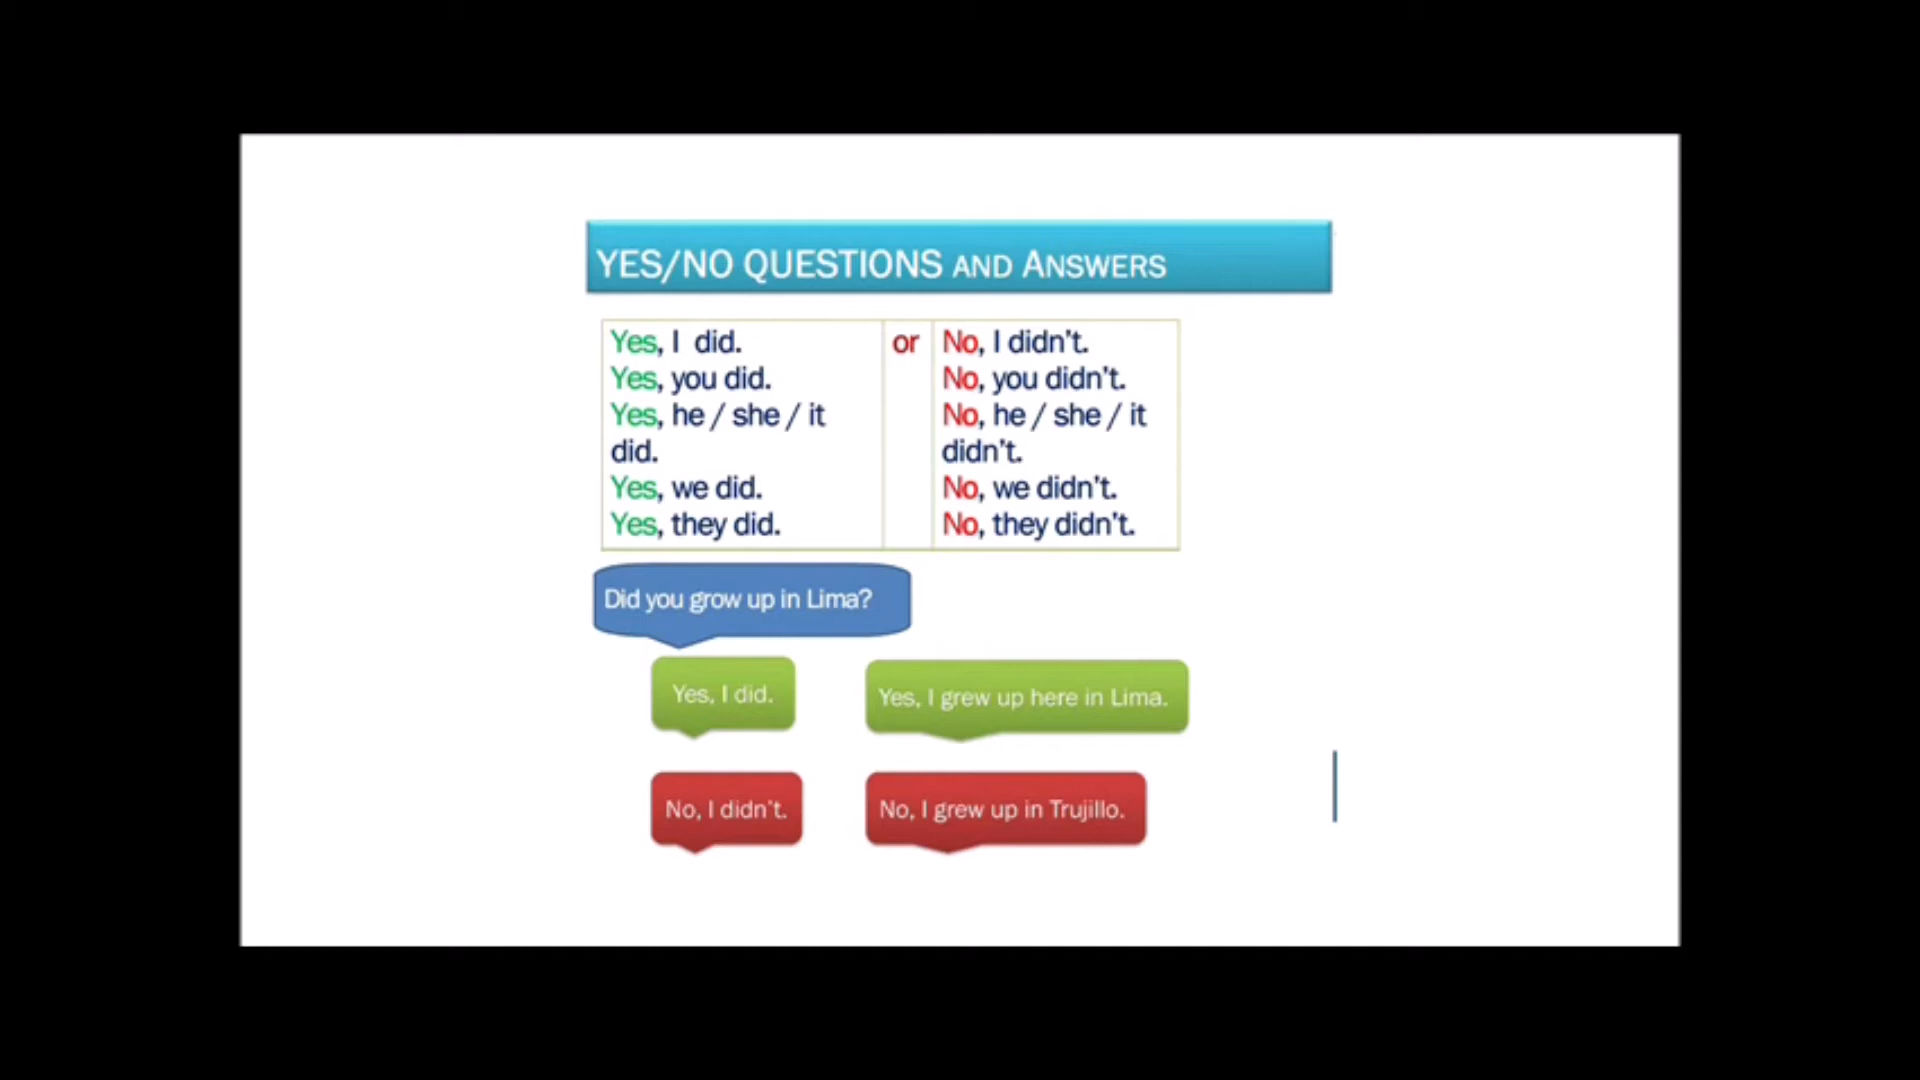 YES/NO QUESTIONS AND ANSWERS
Yes, I did. or No, I didn't.
Yes, you did. No, you didn't.
Yes, he / she / it No, he / she / it
did. didn't.
Yes, we did. No, we didn't.
Yes, they did. No, they didn't.
Did you grow up in Lima?
Yes, I did. Yes, I grew up here in Lima.
No, I didn't. No, I grew up in Trujillo.